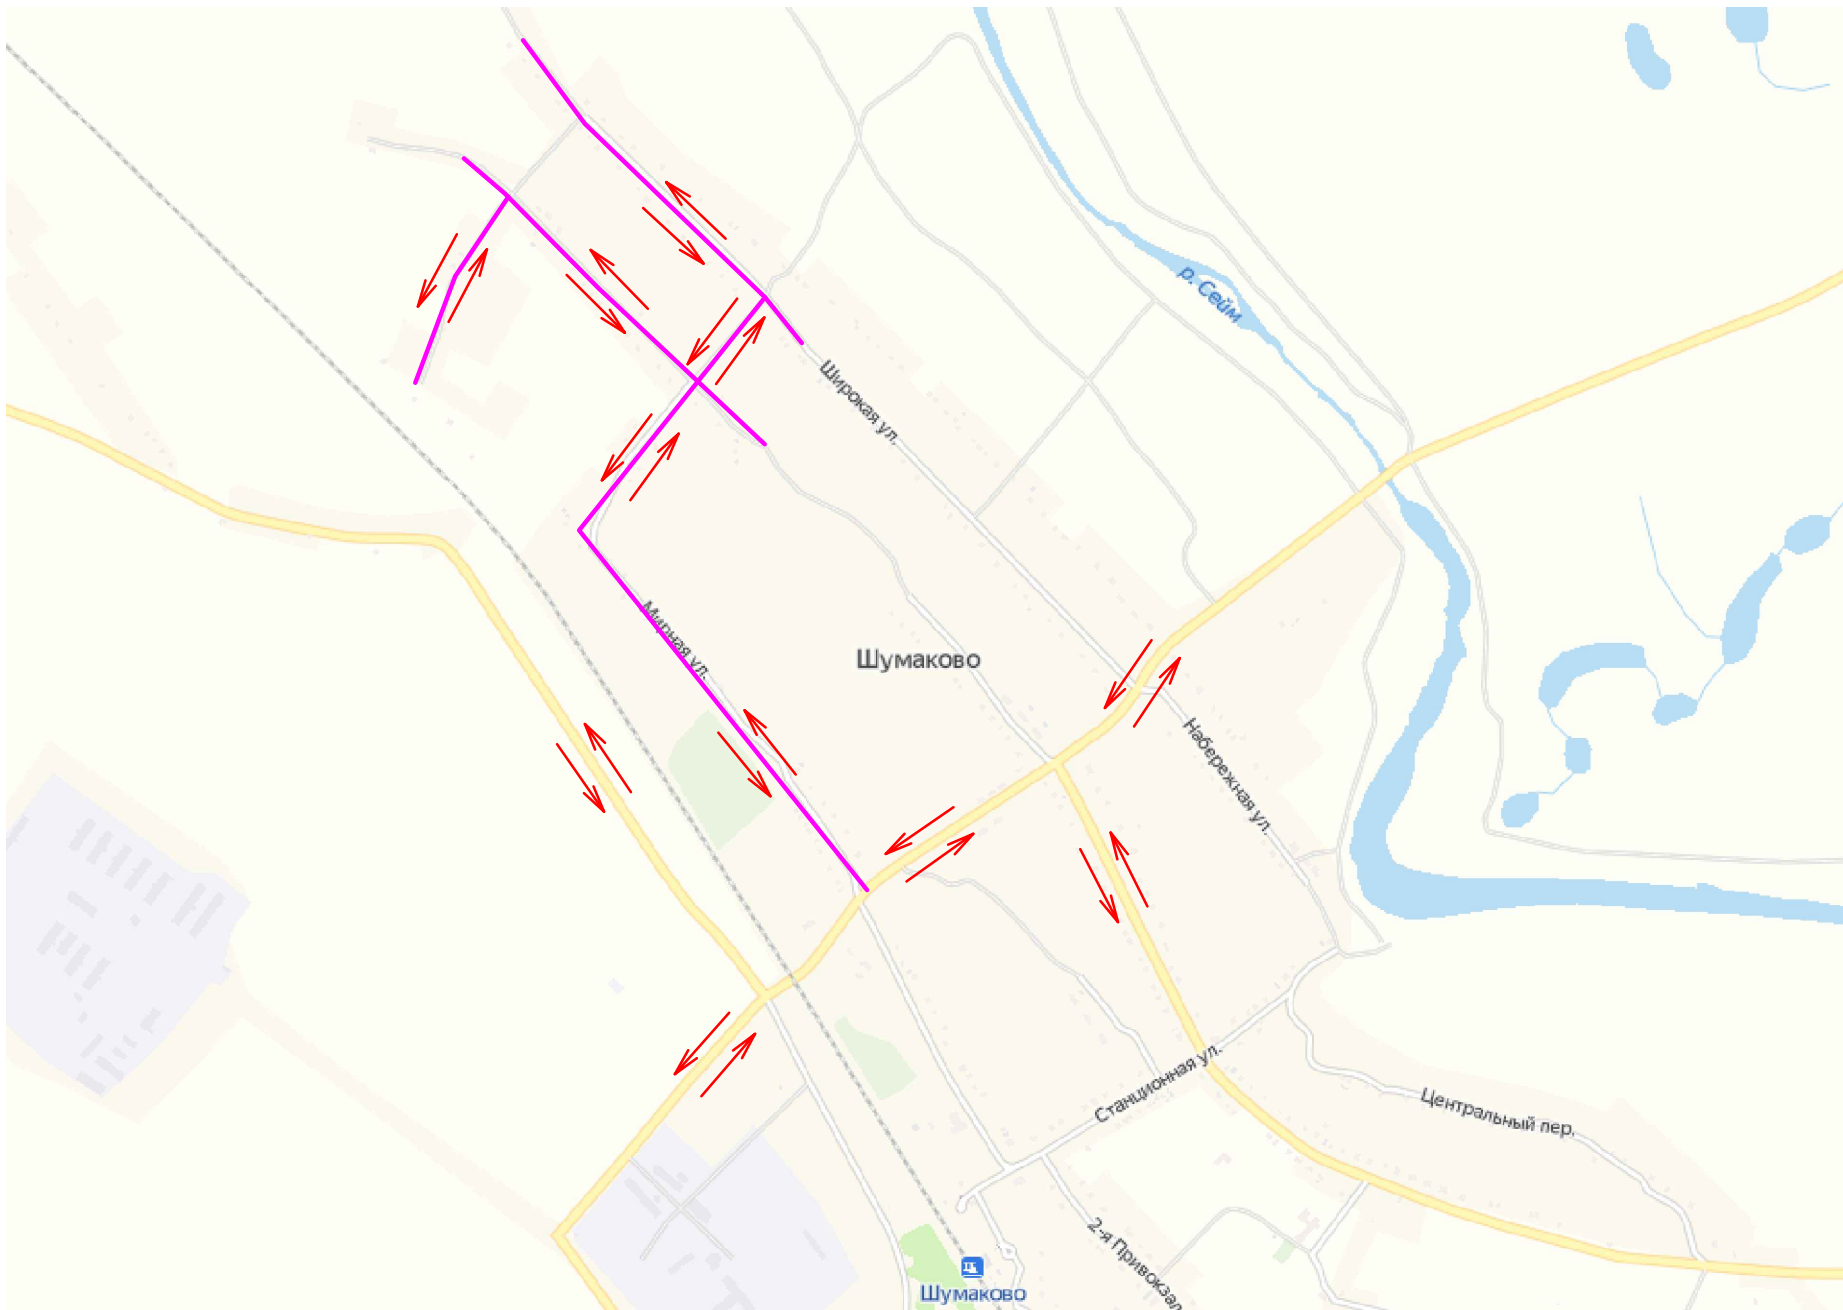 р. Сейм
Широкая ул.
Мирная ул.
Шумаково
Набережная ул.
Станционная ул.
Центральный пер.
2-я Привокзал
Шумаково